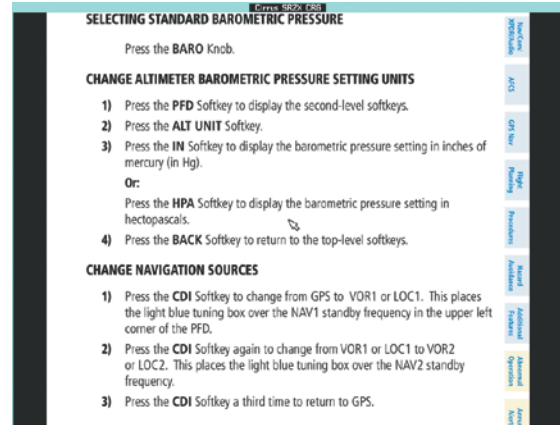 Cirrus SR2X CRG
SELECTING STANDARD BAROMETRIC PRESSURE
Press the BARO Knob.
CHANGE ALTIMETER BAROMETRIC PRESSURE SETTING UNITS
1) Press the PFD Softkey to display the second-level softkeys.
2) Press the ALT UNIT Softkey.
3) Press the IN Softkey to display the barometric pressure setting in inches of
mercury (in Hg).
Or:
Press the HPA Softkey to display the barometric pressure setting in
hectopascals.
4) Press the BACK Softkey to return to the top-level softkeys.
CHANGE NAVIGATION SOURCES
1) Press the CDI Softkey to change from GPS to VOR1 or LOC1. This places
the light blue tuning box over the NAV1 standby frequency in the upper left
corner of the PFD.
2) Press the CDI Softkey again to change from VOR1 or LOC1 to VOR2
or LOC2. This places the light blue tuning box over the NAV2 standby
frequency.
3) Press the CDI Softkey a third time to return to GPS.
Nav/Com/
XPDR/Audio
AFCS
GPS Nav
Flight
Planning
Procedures
Hazard
Avoidance
Additional
Features
Abnormal
Operation